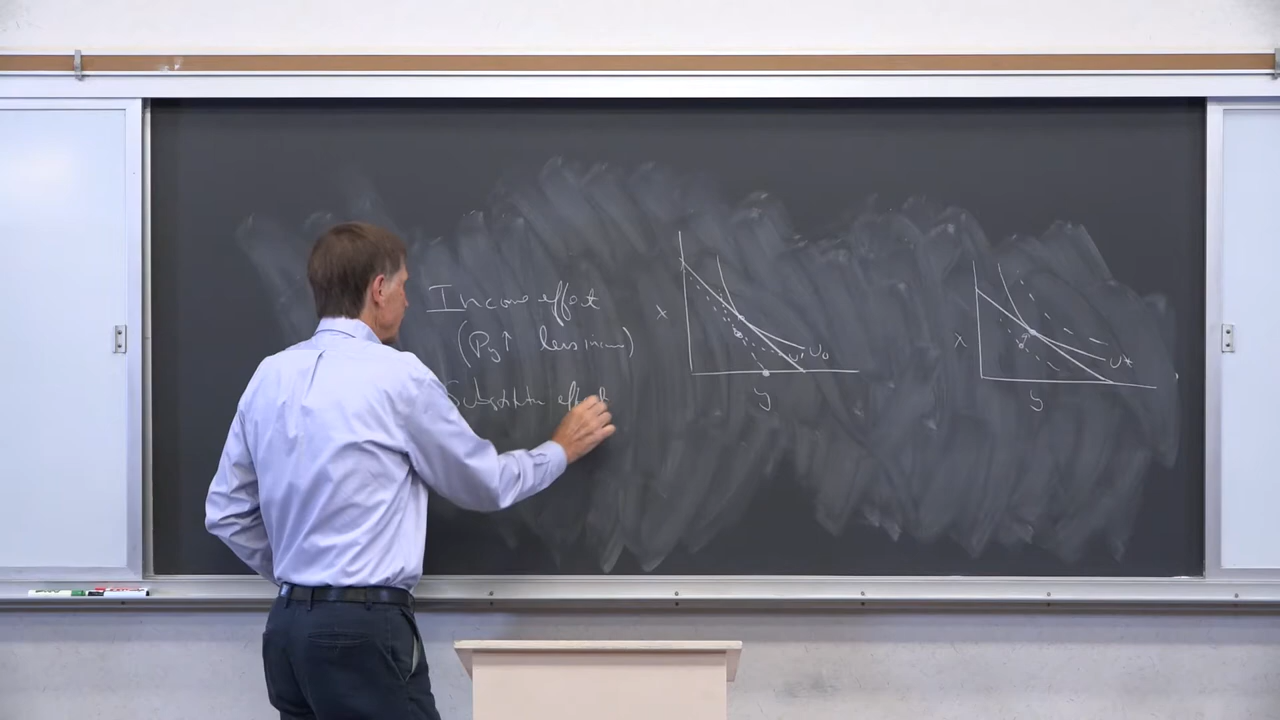 Income effect
(Py↑ less income)
Substitution effect
x
y
u' U₀
x
y
U*